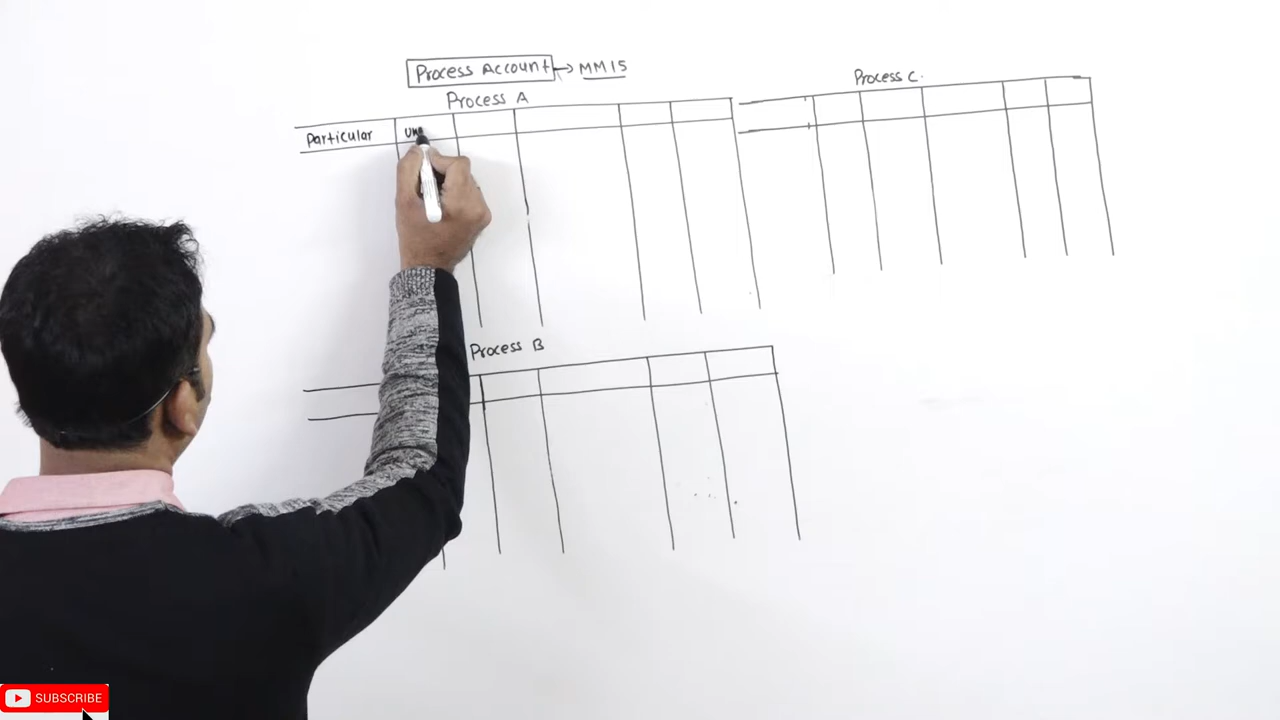 Process Account → MM15
Process A
Process C.
Particular
Process B
SUBSCRIBE